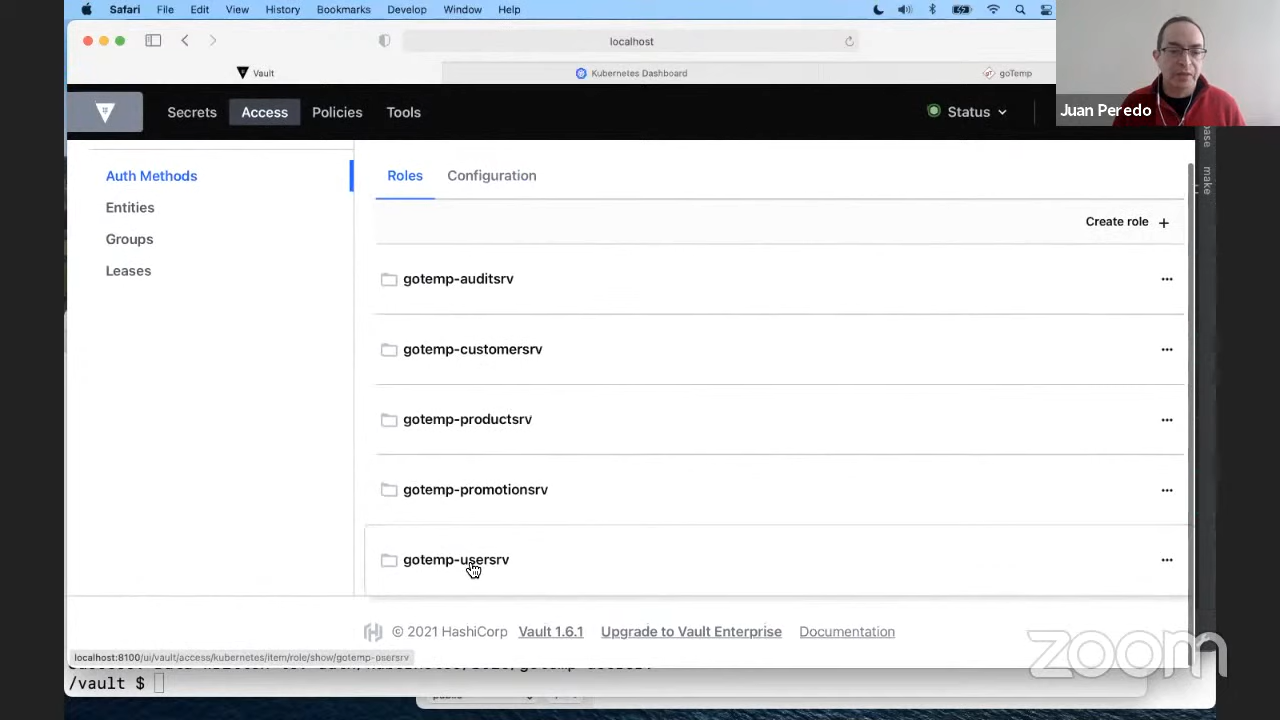 Safari File Edit View History Bookmarks Develop Window Help
localhost
Vault
Kubernetes Dashboard
goTemp
Juan Peredo
Secrets Access Policies Tools
Status
base
make
Auth Methods
Entities
Groups
Leases
Roles Configuration
Create role +
gotemp-auditsrv
gotemp-customersrv
gotemp-productsrv
gotemp-promotionsrv
gotemp-usersrv
© 2021 HashiCorp Vault 1.6.1 Upgrade to Vault Enterprise Documentation
localhost:8100/ui/vault/access/kubernetes/item/role/show/gotemp-usersrv
/vault $
zoom